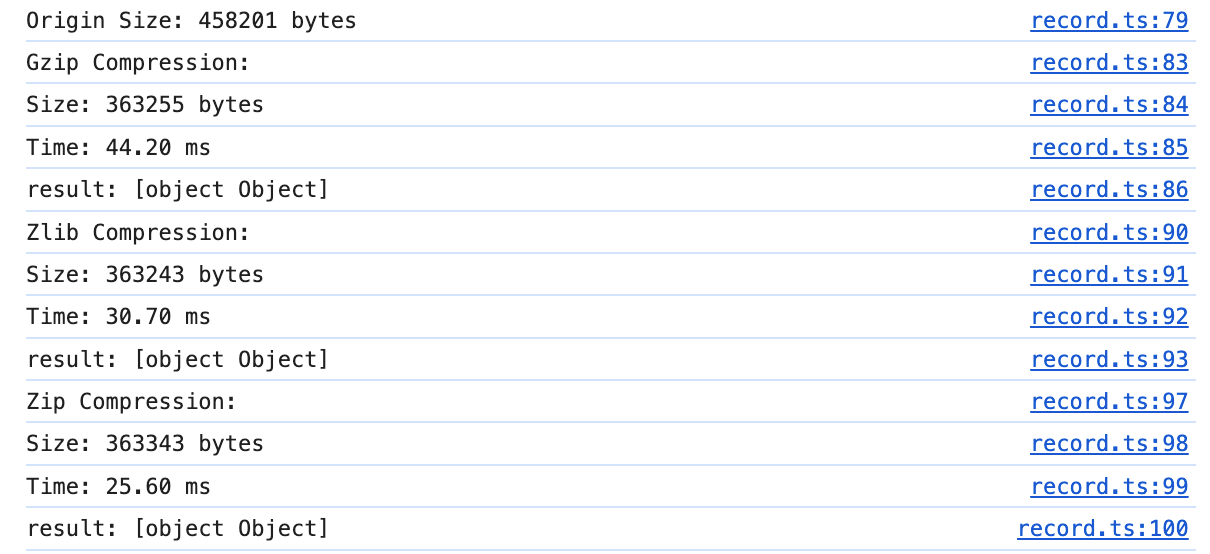 Origin Size: 458201 bytes record.ts:79
Gzip Compression: record.ts:83
Size: 363255 bytes record.ts:84
Time: 44.20 ms record.ts:85
result: [object Object] record.ts:86
Zlib Compression: record.ts:90
Size: 363243 bytes record.ts:91
Time: 30.70 ms record.ts:92
result: [object Object] record.ts:93
Zip Compression: record.ts:97
Size: 363343 bytes record.ts:98
Time: 25.60 ms record.ts:99
result: [object Object] record.ts:100